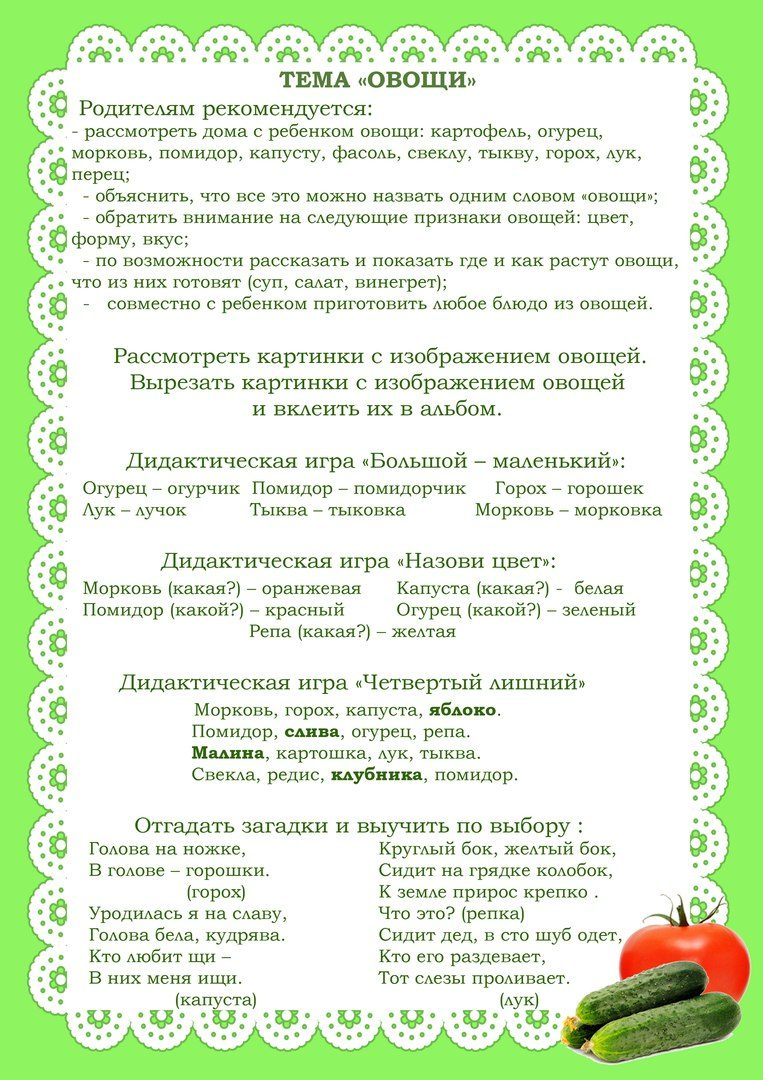 ТЕМА «ОВОЩИ»
Родителям рекомендуется:
- рассмотреть дома с ребенком овощи: картофель, огурец,
морковь, помидор, капусту, фасоль, свеклу, тыкву, горох, лук,
перец;
- объяснить, что все это можно назвать одним словом «овощи»;
- обратить внимание на следующие признаки овощей: цвет,
форму, вкус;
- по возможности рассказать и показать где и как растут овощи,
что из них готовят (суп, салат, винегрет);
- совместно с ребенком приготовить любое блюдо из овощей.
Рассмотреть картинки с изображением овощей.
Вырезать картинки с изображением овощей
и вклеить их в альбом.
Дидактическая игра «Большой – маленький»:
Огурец – огурчик Помидор – помидорчик Горох – горошек
Лук – лучок Тыква – тыковка Морковь – морковка
Дидактическая игра «Назови цвет»:
Морковь (какая?) – оранжевая Капуста (какая?) - белая
Помидор (какой?) – красный Огурец (какой?) – зеленый
Репа (какая?) – желтая
Дидактическая игра «Четвертый лишний»
Морковь, горох, капуста, яблоко.
Помидор, слива, огурец, репа.
Малина, картошка, лук, тыква.
Свекла, редис, клубника, помидор.
Отгадать загадки и выучить по выбору :
Голова на ножке,
В голове – горошки.
(горох)
Уродилась я на славу,
Голова бела, кудрява.
Кто любит щи –
В них меня ищи.
(капуста)
Круглый бок, желтый бок,
Сидит на грядке колобок,
К земле прирос крепко .
Что это? (репка)
Сидит дед, в сто шуб одет,
Кто его раздевает,
Тот слезы проливает.
(лук)